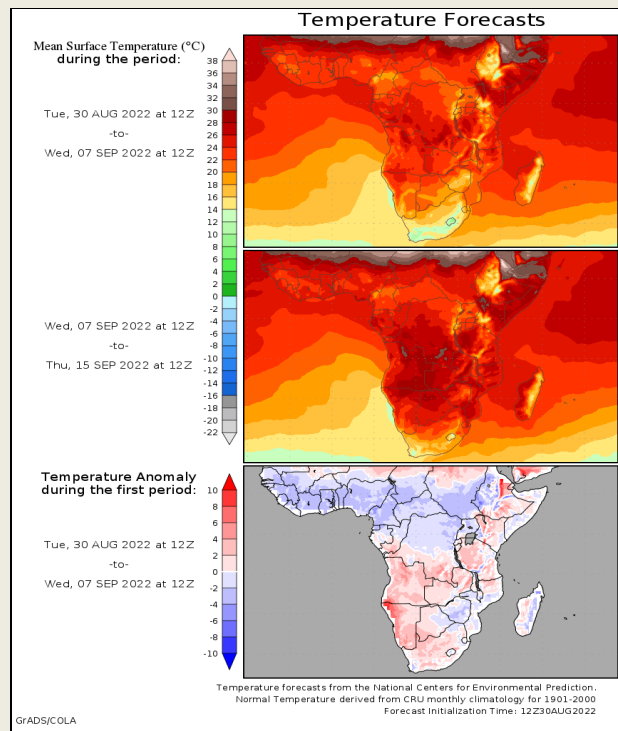 Temperature Forecasts
Mean Surface Temperature (°C)
during the period:
Tue, 30 AUG 2022 at 12Z
-to-
Wed, 07 SEP 2022 at 12Z
38
36
34
32
30
28
26
24
22
20
18
16
14
12
10
8
6
4
2
0
-2
-4
-6
-8
-10
-12
-14
-16
-18
-20
-22
Wed, 07 SEP 2022 at 12Z
-to-
Thu, 15 SEP 2022 at 12Z
Temperature Anomaly
during the first period:
Tue, 30 AUG 2022 at 12Z
-to-
Wed, 07 SEP 2022 at 12Z
10
8
6
4
2
0
-2
-4
-6
-8
-10
Temperature forecasts from the National Centers for Environmental Prediction.
Normal Temperature derived from CRU monthly climatology for 1901-2000
Forecast Initialization Time: 12Z30AUG2022
GrADS/COLA